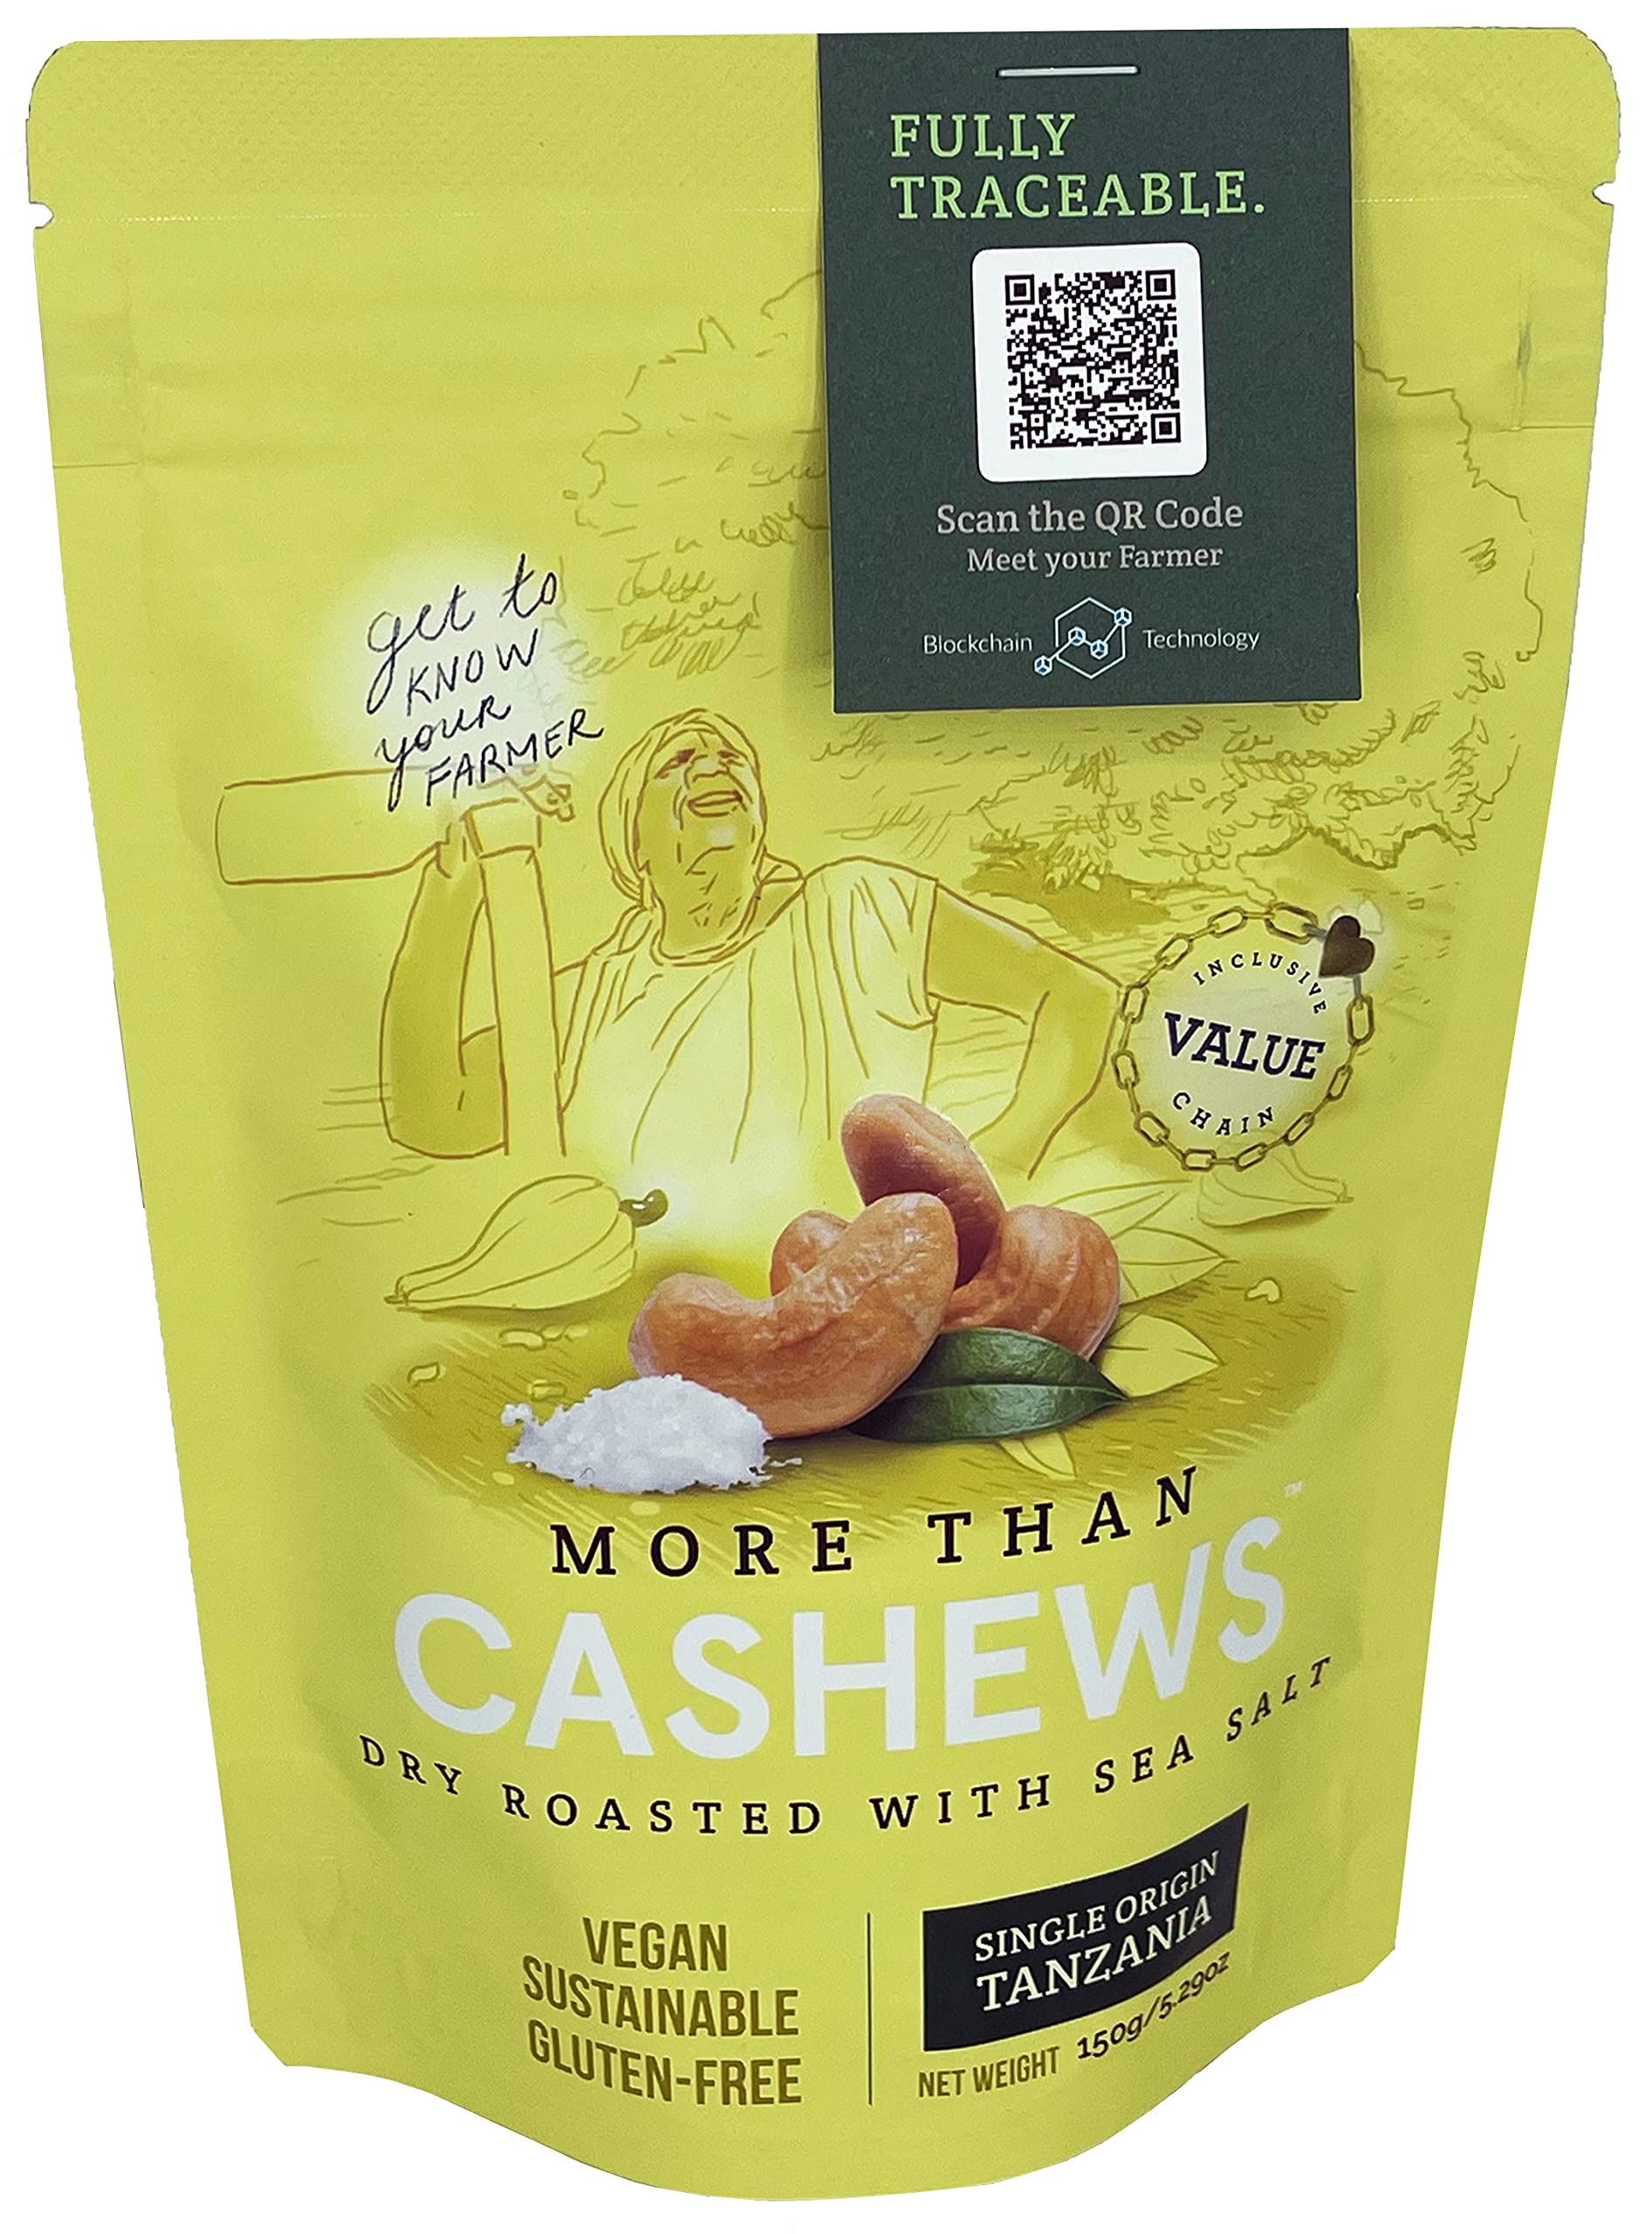 FULLY
TRACEABLE.
Scan the QR Code
Meet your Farmer
Blockchain Technology
get to
KNOW
your
FARMER
INCLUSIVE
VALUE
CHAIN
MORE THAN
CASHEWS™
DRY ROASTED WITH SEA SALT
VEGAN
SUSTAINABLE
GLUTEN-FREE
SINGLE ORIGIN
TANZANIA
NET WEIGHT 150g/5.29oz